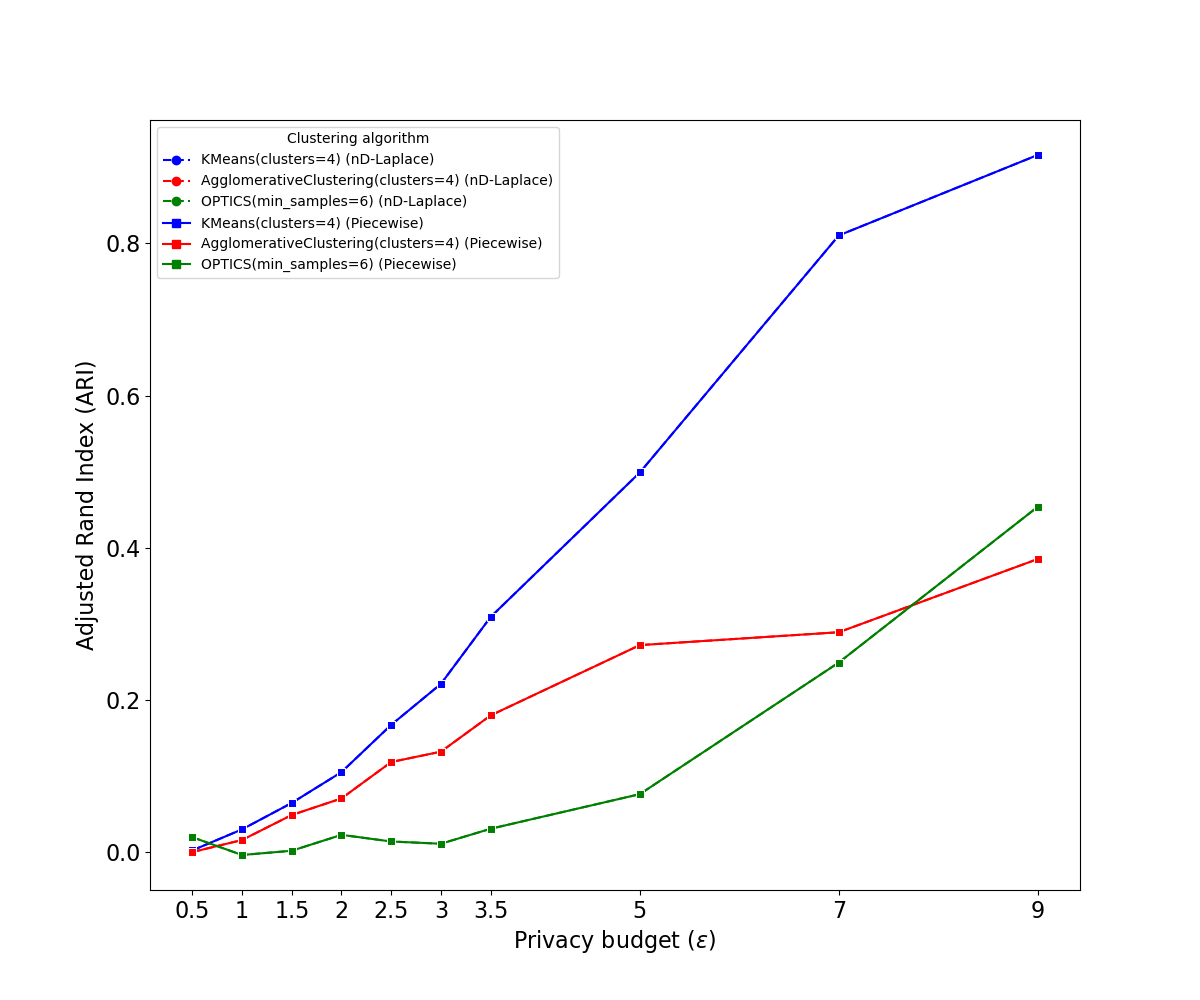 Clustering algorithm
KMeans(clusters=4) (nD-Laplace)
AgglomerativeClustering(clusters=4) (nD-Laplace)
OPTICS(min_samples=6) (nD-Laplace)
KMeans(clusters=4) (Piecewise)
AgglomerativeClustering(clusters=4) (Piecewise)
OPTICS(min_samples=6) (Piecewise)
Adjusted Rand Index (ARI)
0.8
0.6
0.4
0.2
0.0
0.5 1 1.5 2 2.5 3 3.5 5 7 9
Privacy budget (ε)